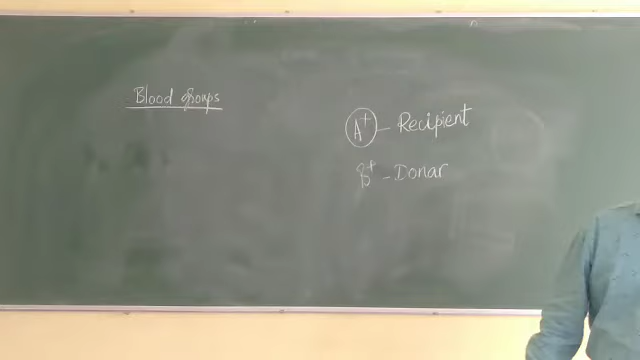 Blood groups
A+ - Recipient
B+ - Donar